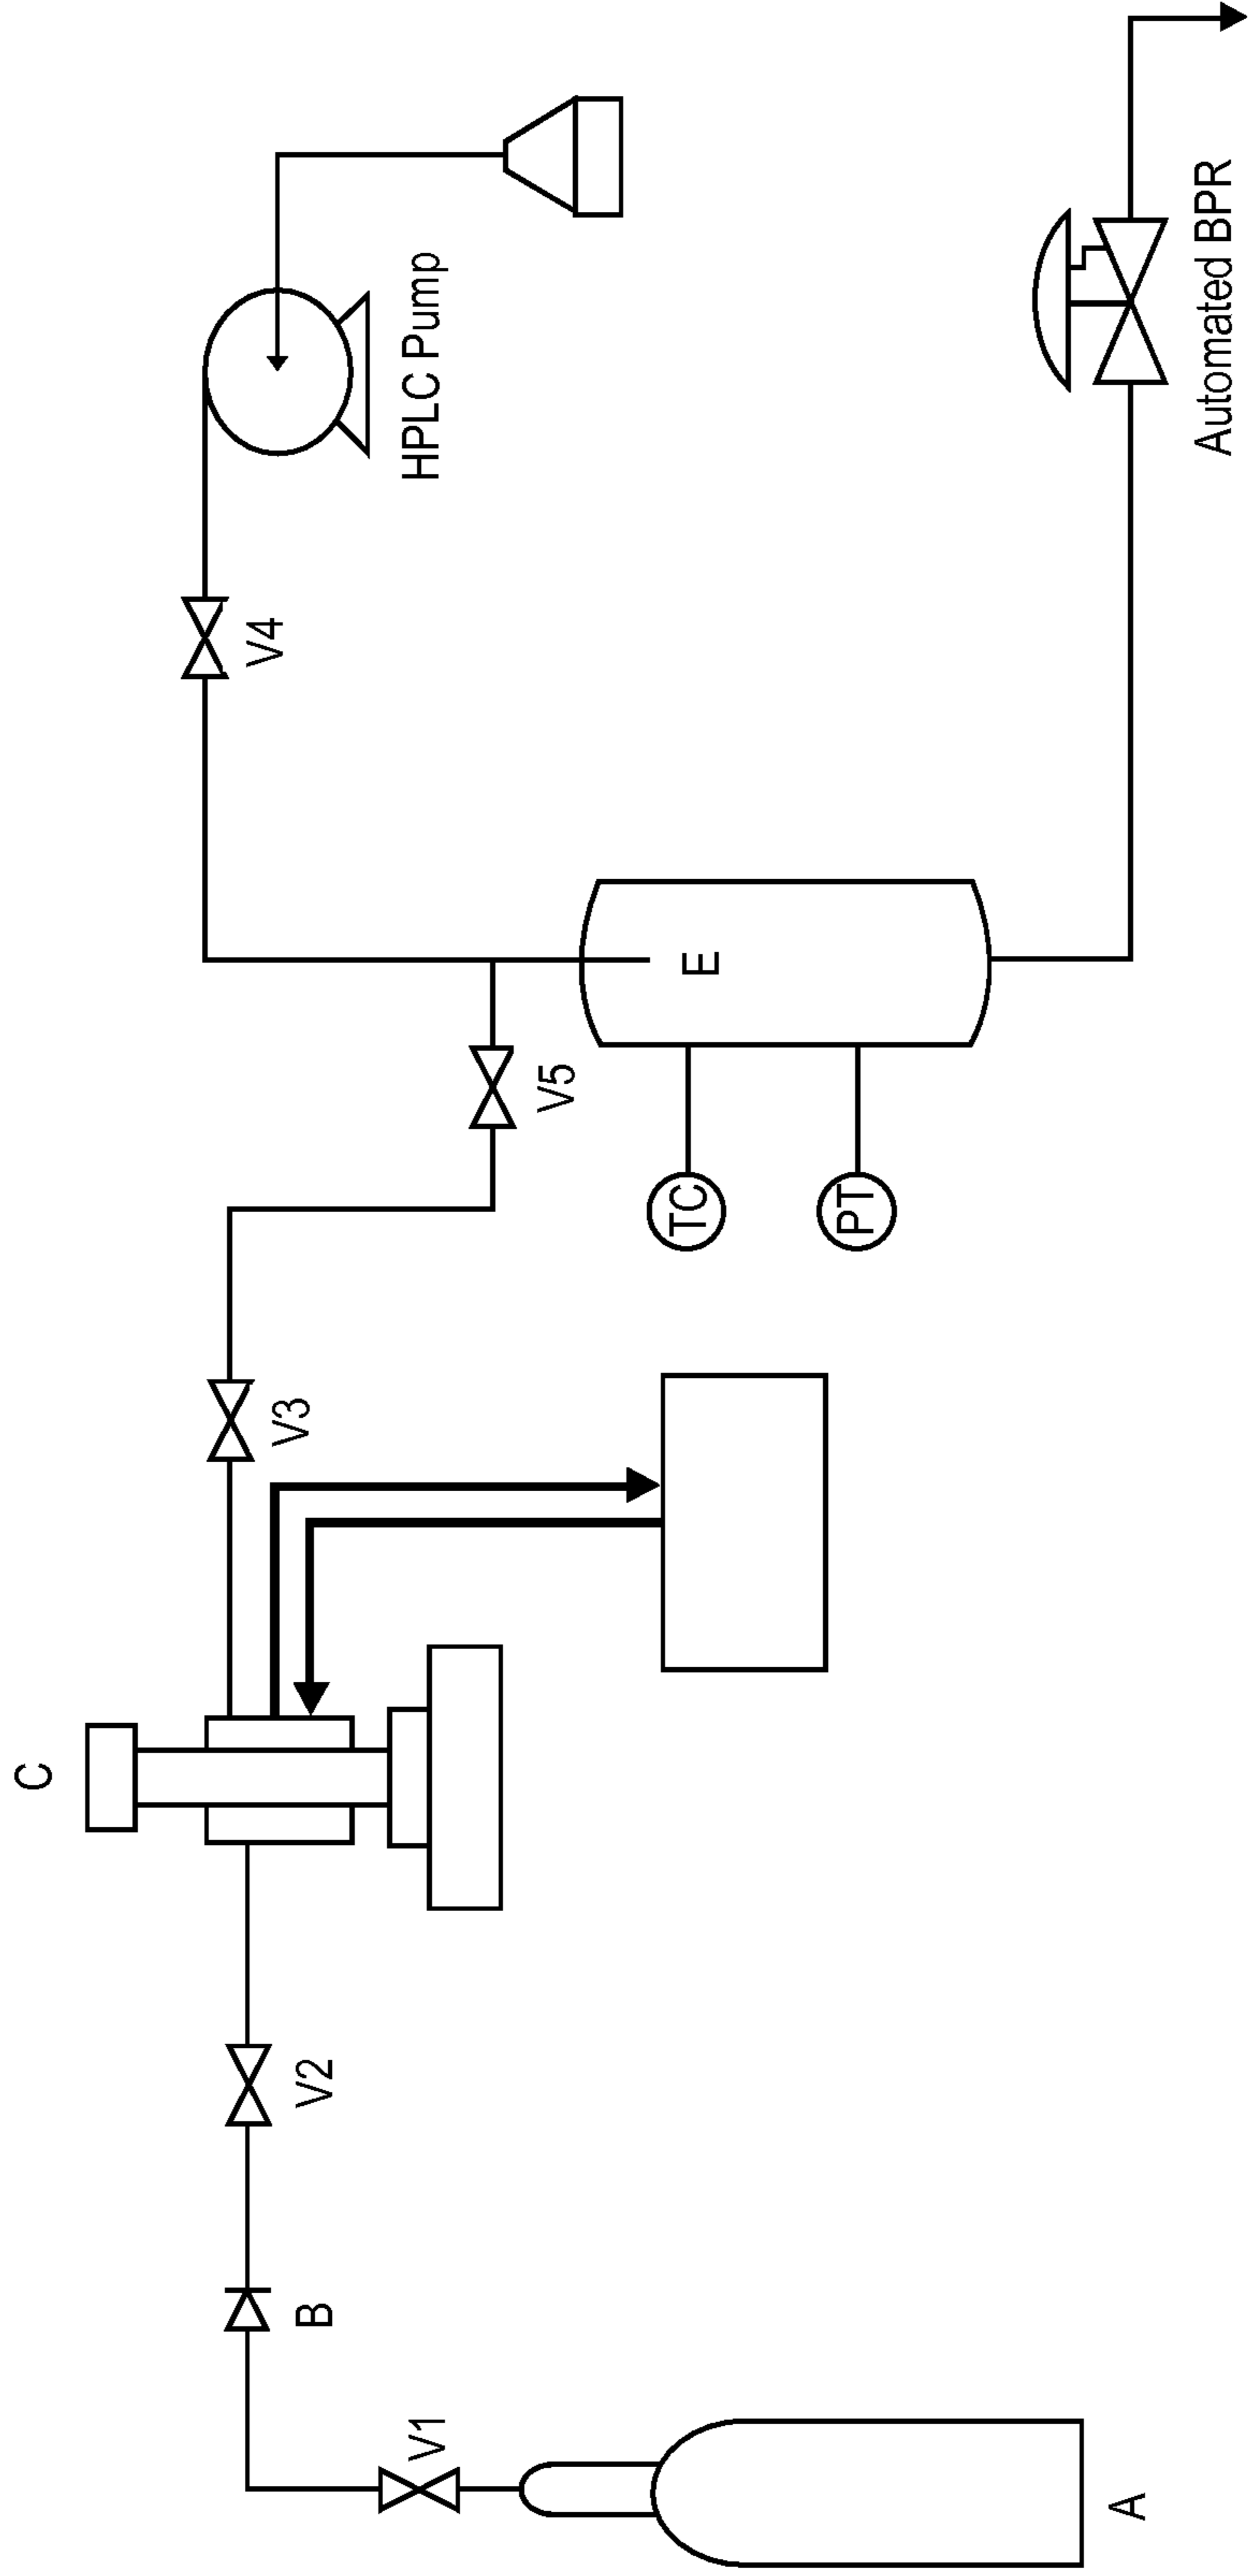 C
V1
B
V2
V3
V5
V4
HPLC Pump
TC
PT
E
A
Automated BPR